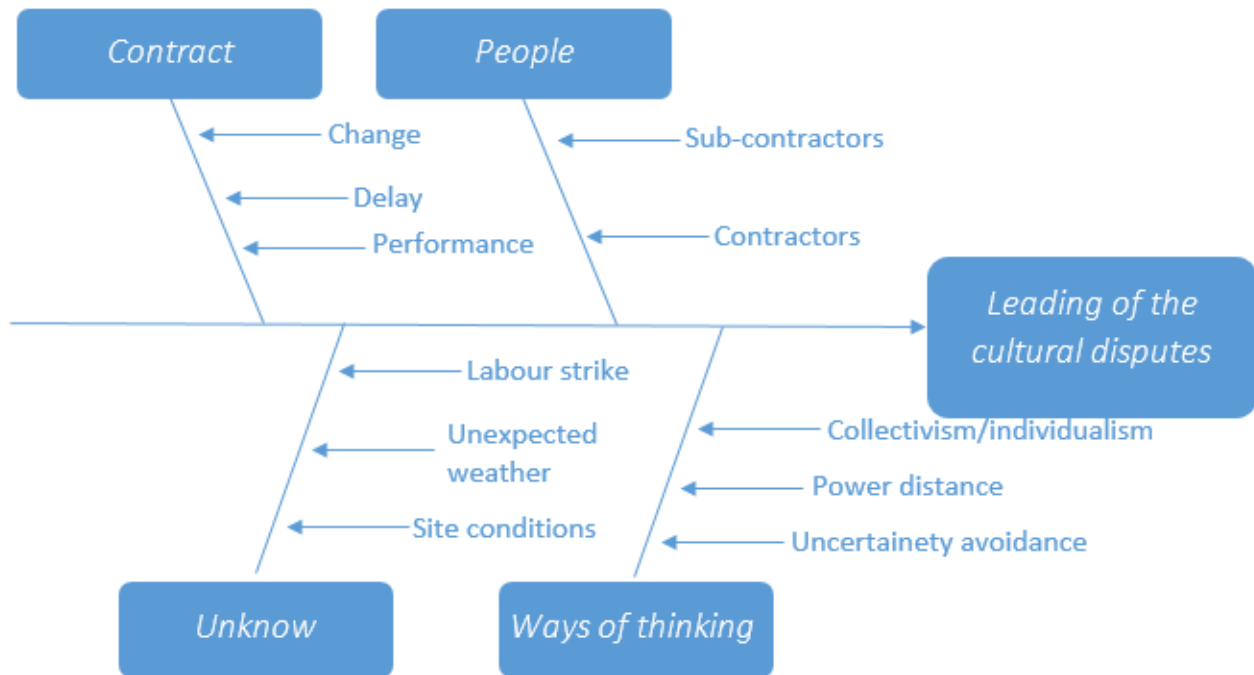 Contract
People
Change
Sub-contractors
Delay
Contractors
Performance
Leading of the
cultural disputes
Labour strike
Collectivism/individualism
Unexpected
weather
Power distance
Site conditions
Uncertainety avoidance
Unknow
Ways of thinking